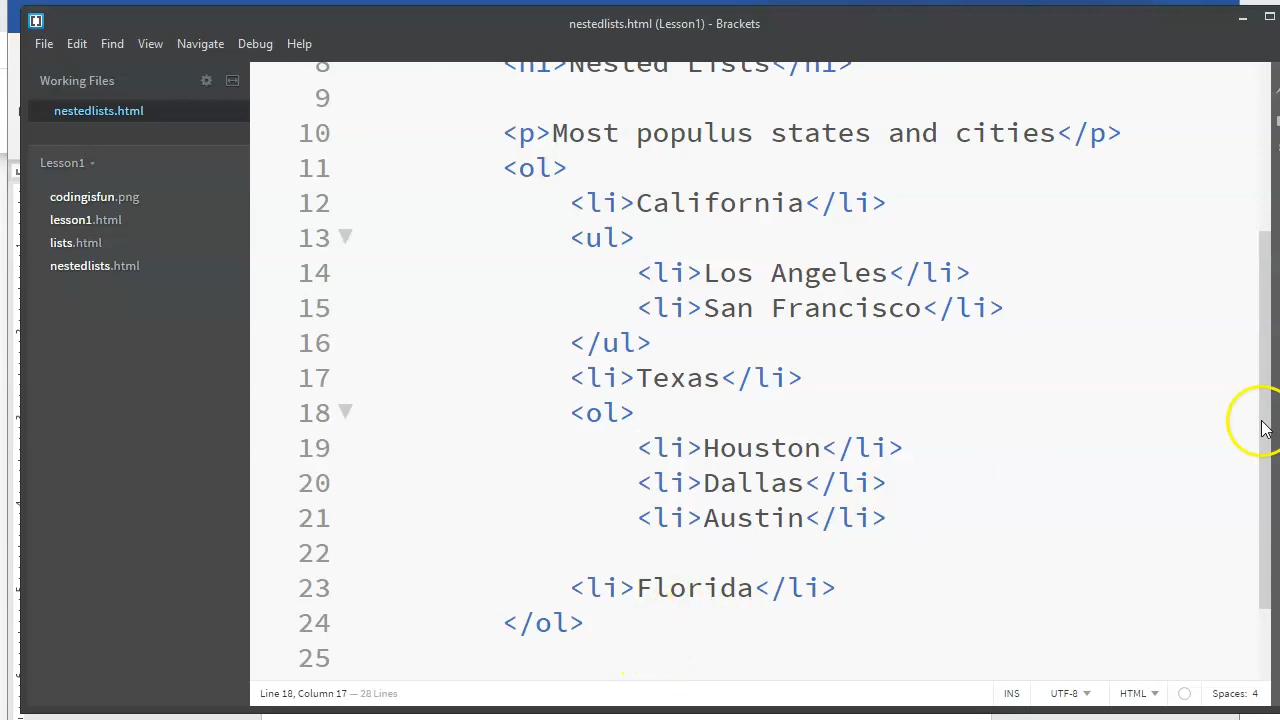 nestedlists.html (Lesson1) - Brackets
File Edit Find View Navigate Debug Help
Working Files
nestedlists.html
Lesson1
codingisfun.png
lesson1.html
lists.html
nestedlists.html
8 <h1>Nested Lists</h1>
9
10 <p>Most populus states and cities</p>
11 <ol>
12 <li>California</li>
13 <ul>
14 <li>Los Angeles</li>
15 <li>San Francisco</li>
16 </ul>
17 <li>Texas</li>
18 <ol>
19 <li>Houston</li>
20 <li>Dallas</li>
21 <li>Austin</li>
22
23 <li>Florida</li>
24 </ol>
25
Line 18, Column 17 — 28 Lines INS UTF-8 HTML Spaces: 4